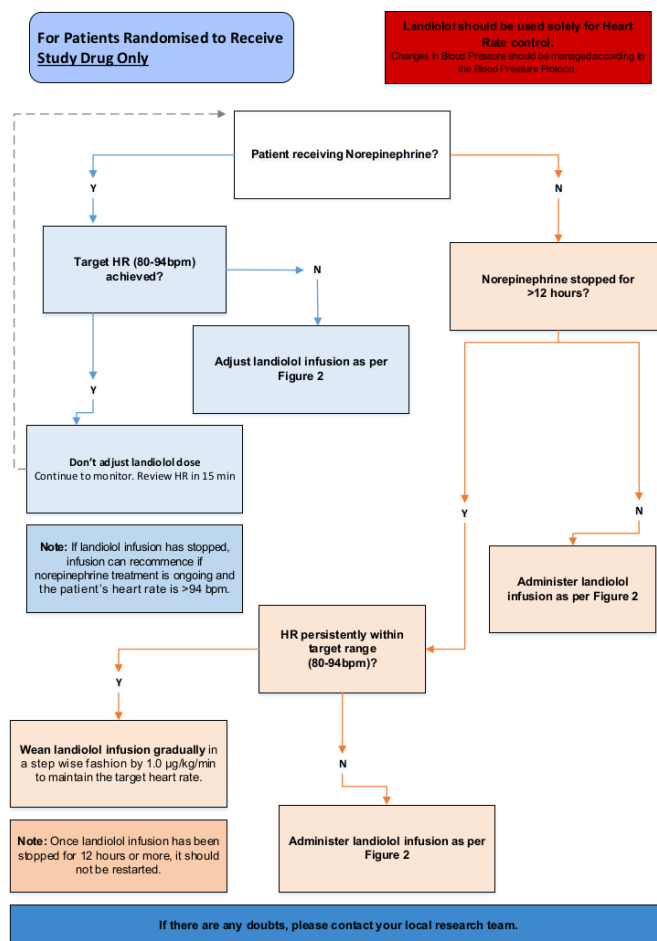 For Patients Randomised to Receive
Study Drug Only
Landiolol should be used solely for Heart
Rate control.
Changes in Blood Pressure should be managed according to
the Blood Pressure Protocol
Patient receiving Norepinephrine?
Y
N
Target HR (80-94bpm)
achieved?
N
Norepinephrine stopped for
>12 hours?
Adjust landiolol infusion as per
Figure 2
Y
Don't adjust landiolol dose
Continue to monitor. Review HR in 15 min
Y
N
Note: If landiolol infusion has stopped,
infusion can recommence if
norepinephrine treatment is ongoing and
the patient's heart rate is >94 bpm.
Administer landiolol
infusion as per Figure 2
HR persistently within
target range
(80-94bpm)?
Y
Wean landiolol infusion gradually in
a step wise fashion by 1.0 µg/kg/min
to maintain the target heart rate.
N
Note: Once landiolol infusion has been
stopped for 12 hours or more, it should
not be restarted.
Administer landiolol infusion as per
Figure 2
If there are any doubts, please contact your local research team.